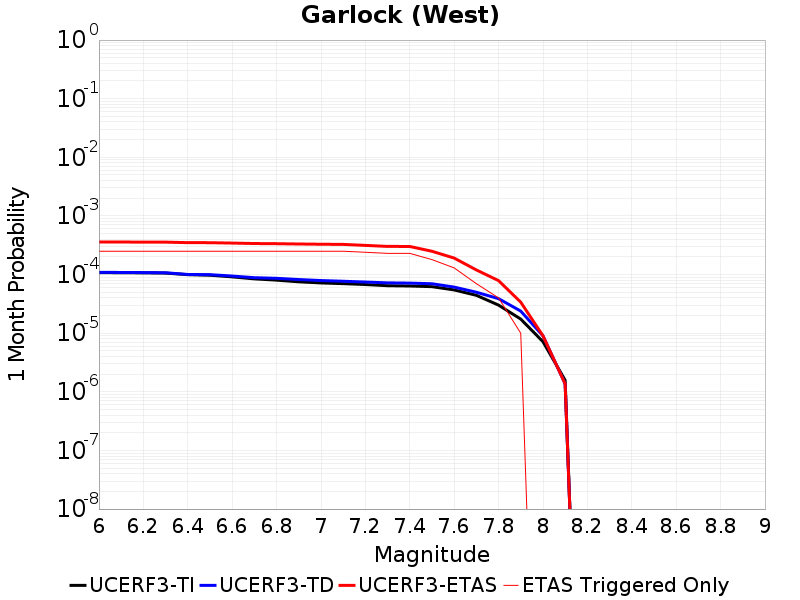 Garlock (West)
1 Month Probability
10^0
10^-1
10^-2
10^-3
10^-4
10^-5
10^-6
10^-7
10^-8
6 6.2 6.4 6.6 6.8 7 7.2 7.4 7.6 7.8 8 8.2 8.4 8.6 8.8 9
Magnitude
UCERF3-TI UCERF3-TD UCERF3-ETAS ETAS Triggered Only